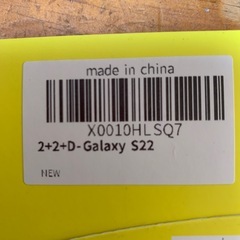 made in china
X0010HLSQ7
2+2+D-Galaxy S22
NEW